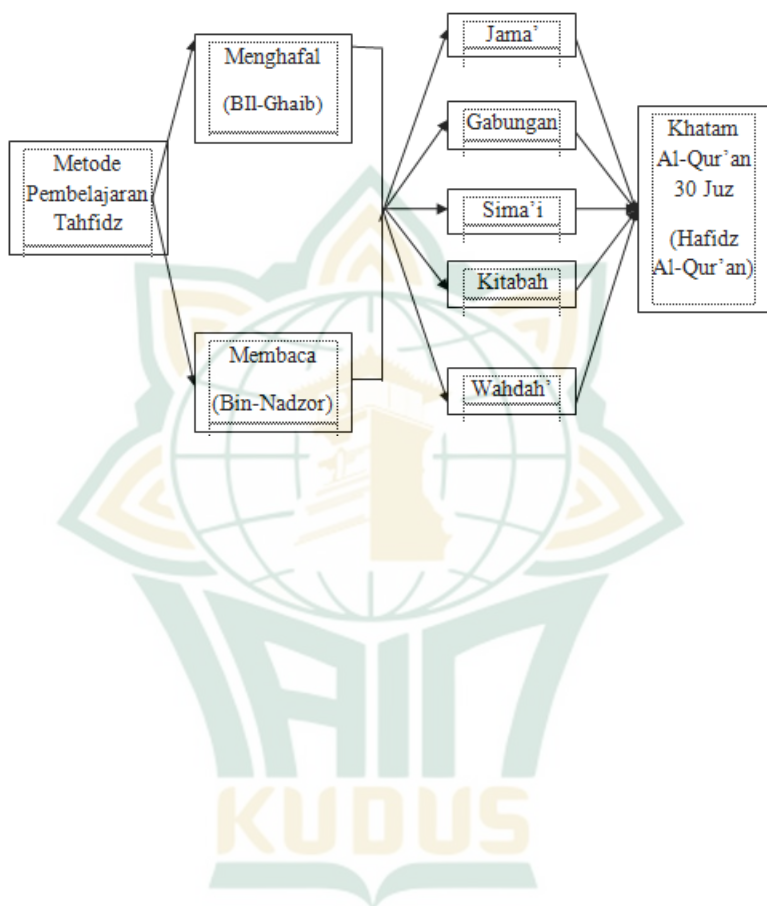 Metode
Pembelajaran
Tahfidz
Menghafal
(BIl-Ghaib)
Membaca
(Bin-Nadzor)
Jama’
Gabungan
Sima’i
Kitabah
Wahdah’
Khatam
Al-Qur’an
30 Juz
(Hafidz
Al-Qur’an)
IAIN
KUDUS